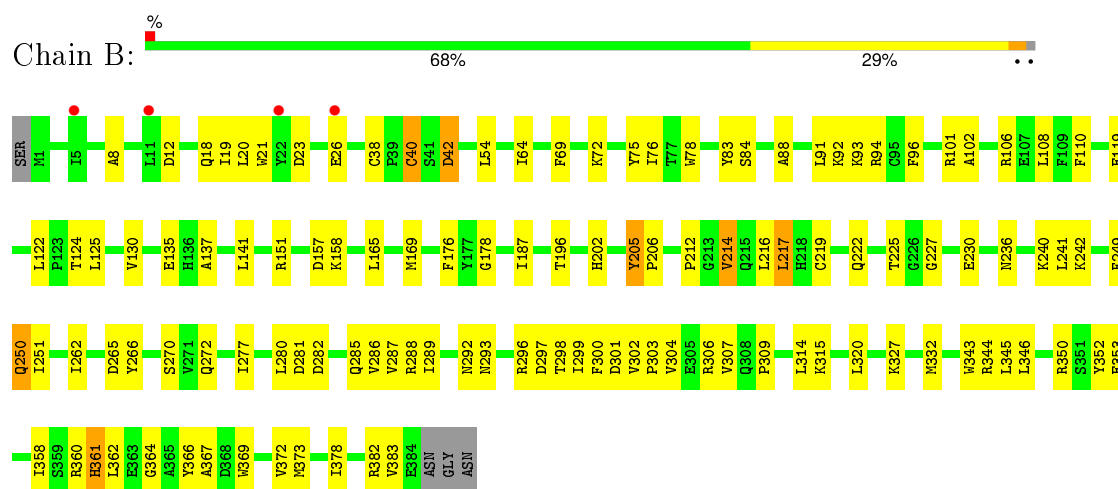 %
Chain B:
68% 29% • •
SER M1 I5 A8 L11 D12 Q18 I19 L20 W21 Y22 D23 E26 C38 P39 C40 S41 D42 L54 I64 F69 K72 Y75 I76 T77 W78 Y83 S84 A88 L91 K92 K93 R94 G95 F96 R101 A102 R106 E107 L108 F109 F110
L122 P123 T124 L125 V130 E135 H136 A137 L141 R151 D157 K158 L165 M169 F176 Y177 G178 I187 T196 H202 Y205 P206 P212 G213 V214 Q215 L216 L217 H218 C219 Q222 T225 G226 G227 E230 N236 K240 L241 K242
Q250 I251 I262 D265 Y266 S270 V271 Q272 I277 L280 D281 D282 Q285 V286 V287 R288 I289 N292 N293 R296 D297 T298 I299 F300 D301 V302 P303 V304 E305 R306 V307 Q308 P309 L314 K315 L320 K327 M332 W343 R344 L345 L346 R350 S351 Y352
I358 S359 R360 H361 L362 E363 G364 A365 Y366 A367 D368 W369 V372 M373 I378 R382 V383 E384 ASN GLY ASN